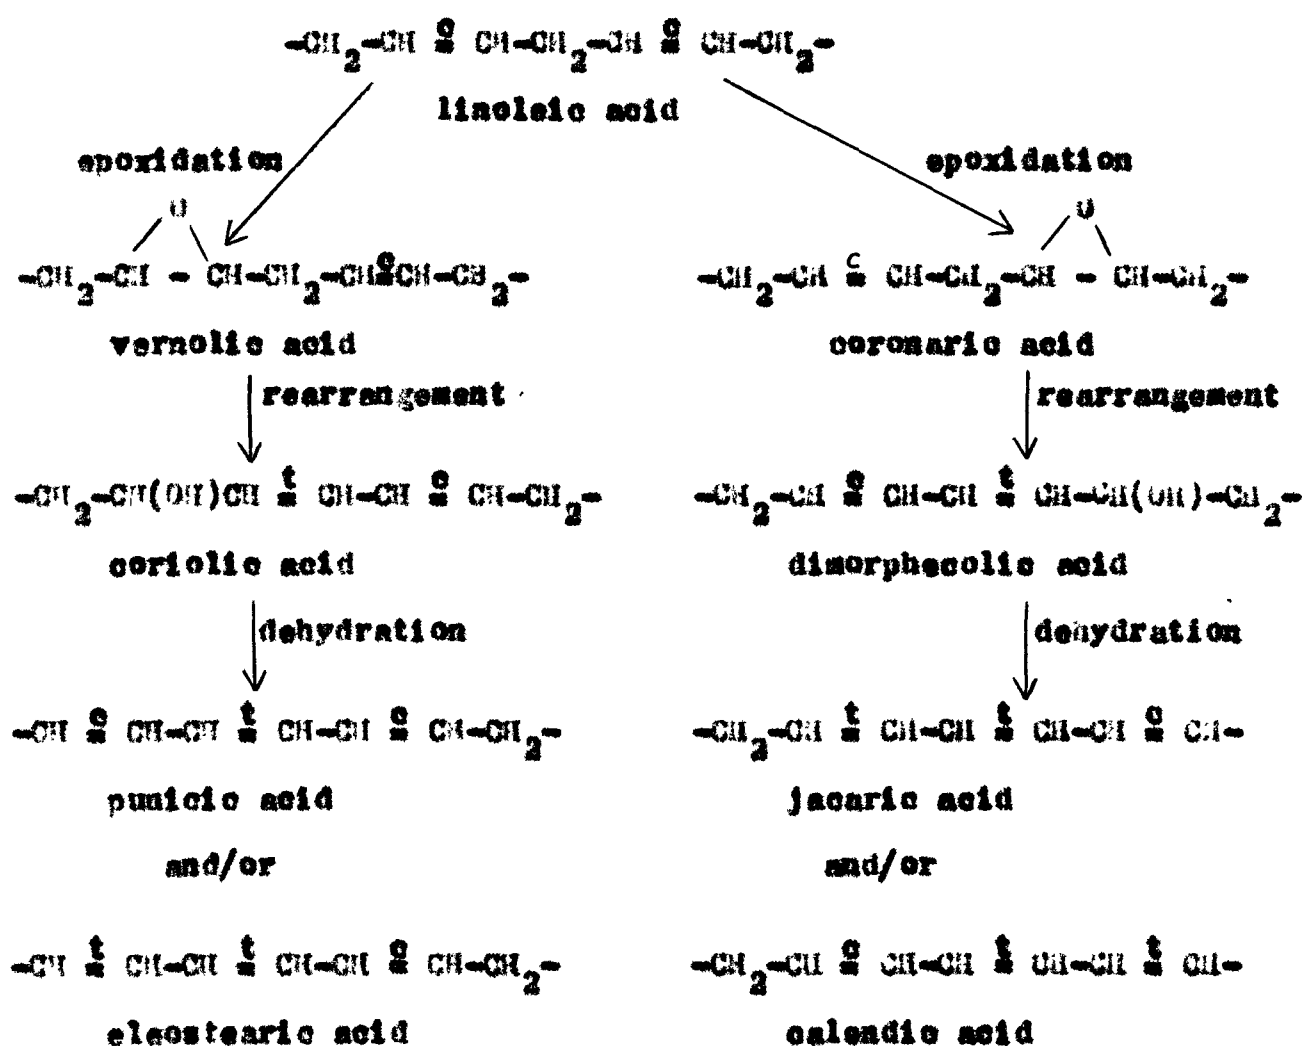 -CH₂-CH c= CH-CH₂-CH c= CH-CH₂-
linoleic acid
epoxidation
epoxidation
O
O
-CH₂-CH - CH-CH₂-CH c= CH-CH₂-
-CH₂-CH c= CH-CH₂-CH - CH-CH₂-
vernolic acid
coronaric acid
rearrangement
rearrangement
-CH₂-CH(OH)CH t= CH-CH c= CH-CH₂-
-CH₂-CH c= CH-CH t= CH-CH(OH)-CH₂-
coriolic acid
dimorphecolic acid
dehydration
dehydration
-CH c= CH-CH t= CH-CH c= CH-CH₂-
-CH₂-CH t= CH-CH t= CH-CH c= CH-
punicic acid
jacaric acid
and/or
and/or
-CH t= CH-CH t= CH-CH c= CH-CH₂-
-CH₂-CH c= CH-CH t= CH-CH t= CH-
eleostearic acid
calendic acid